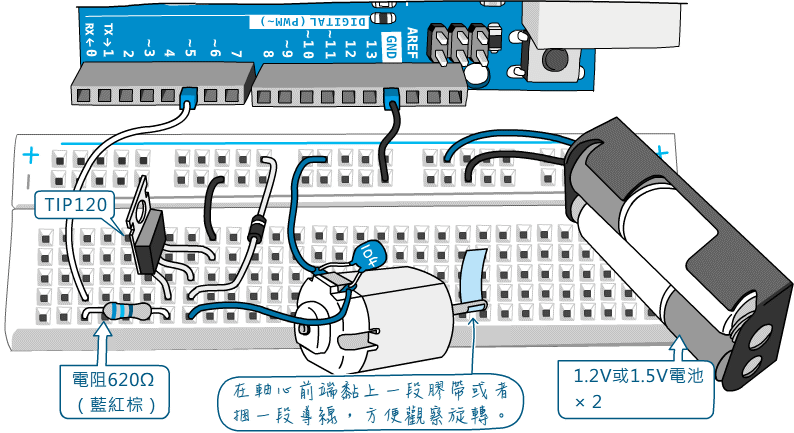 DIGITAL(PWM~)
RX←0
TX→1
2
~3
4
~5
~6
7
8
~9
~10
~11
12
13
GND
AREF
+
−
+
TIP120
104
電阻620Ω
（藍紅棕）
在軸心前端黏上一段膠帶或者
捆一段導線，方便觀察旋轉。
1.2V或1.5V電池
× 2